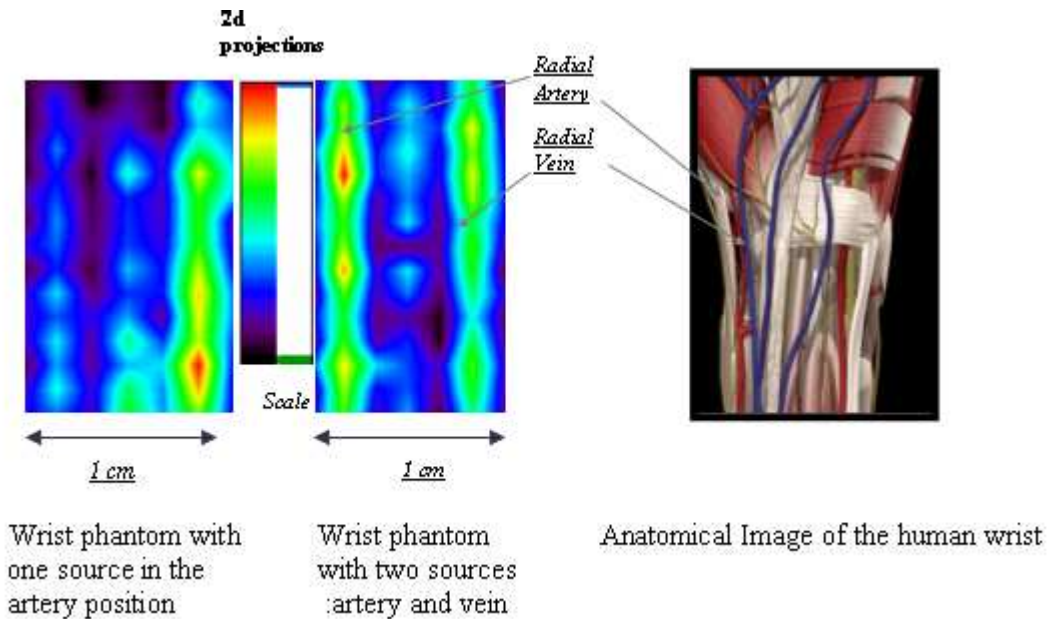 2d
projections
Radial
Artery
Radial
Vein
Scale
1 cm
1 cm
Wrist phantom with
one source in the
artery position
Wrist phantom
with two sources
:artery and vein
Anatomical Image of the human wrist